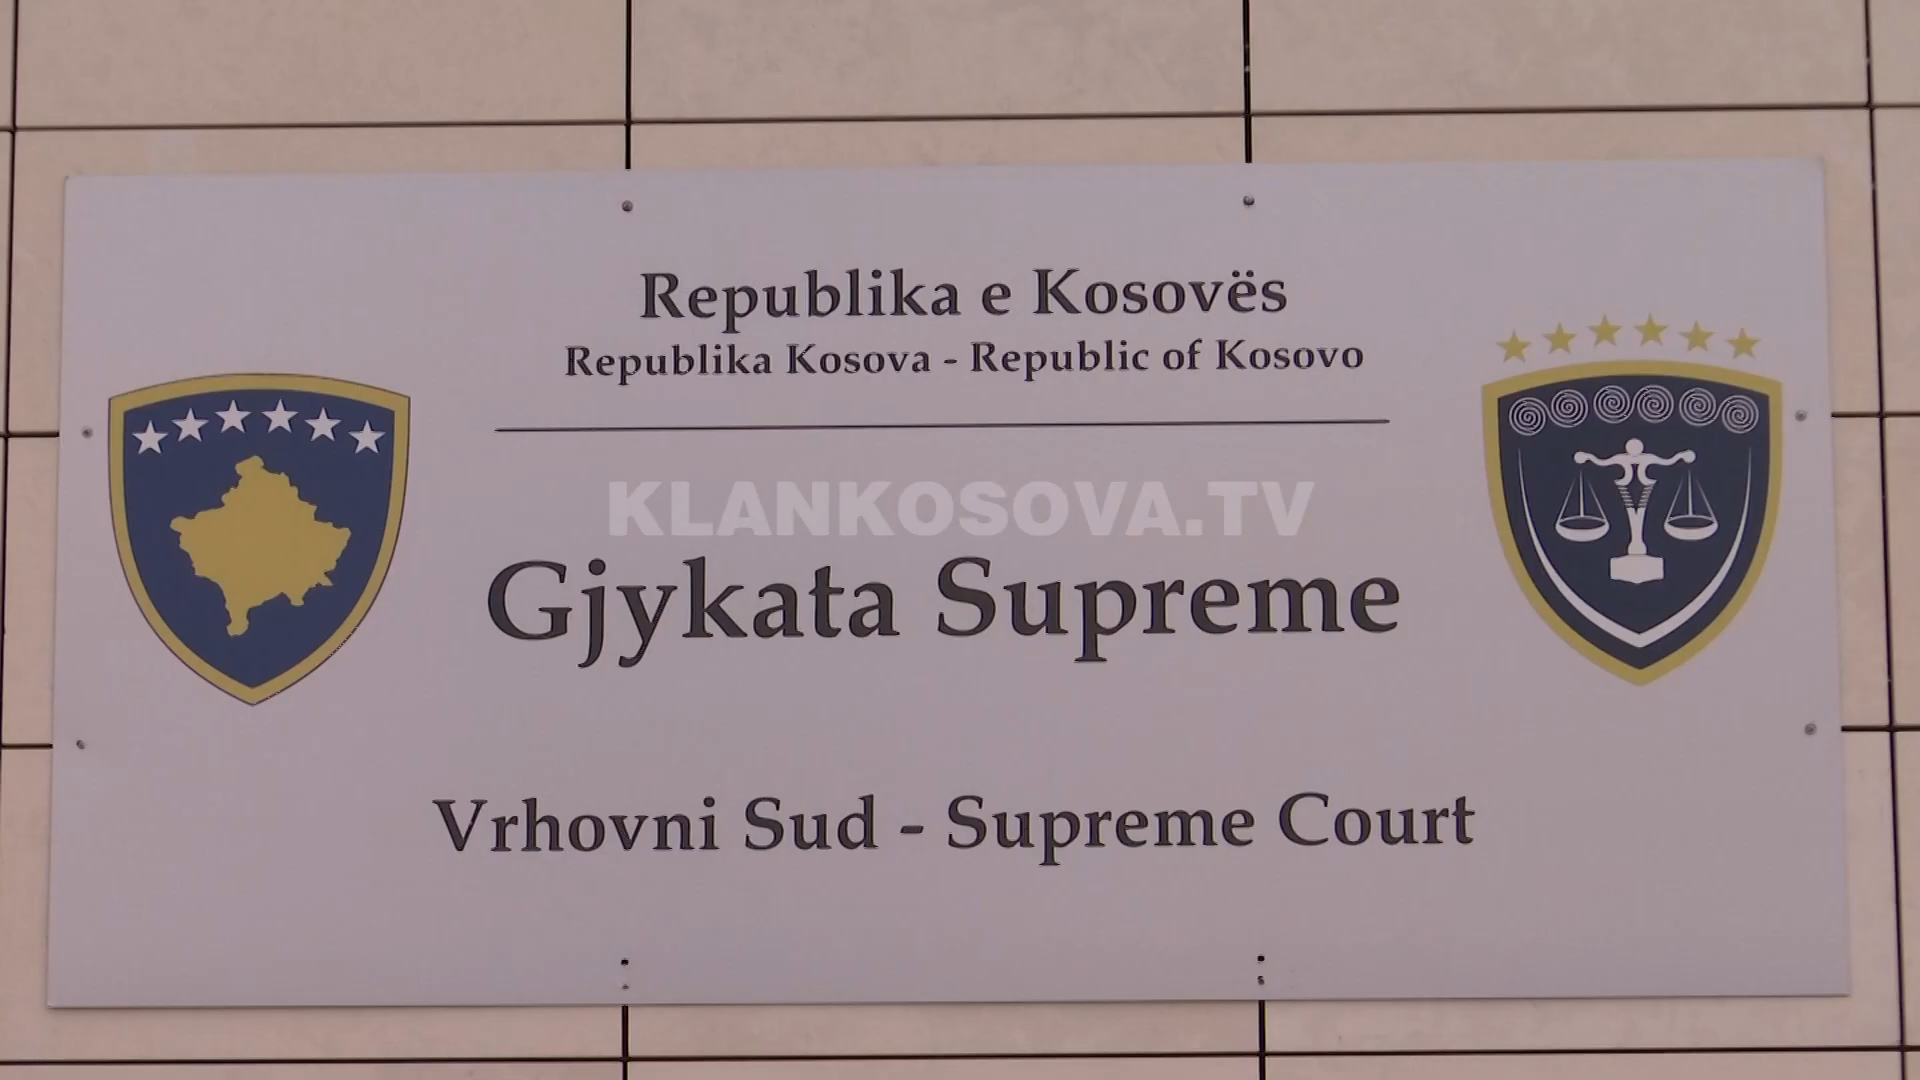 Republika e Kosovës
Republika Kosova - Republic of Kosovo
KLANKOSOVA.TV
Gjykata Supreme
Vrhovni Sud - Supreme Court